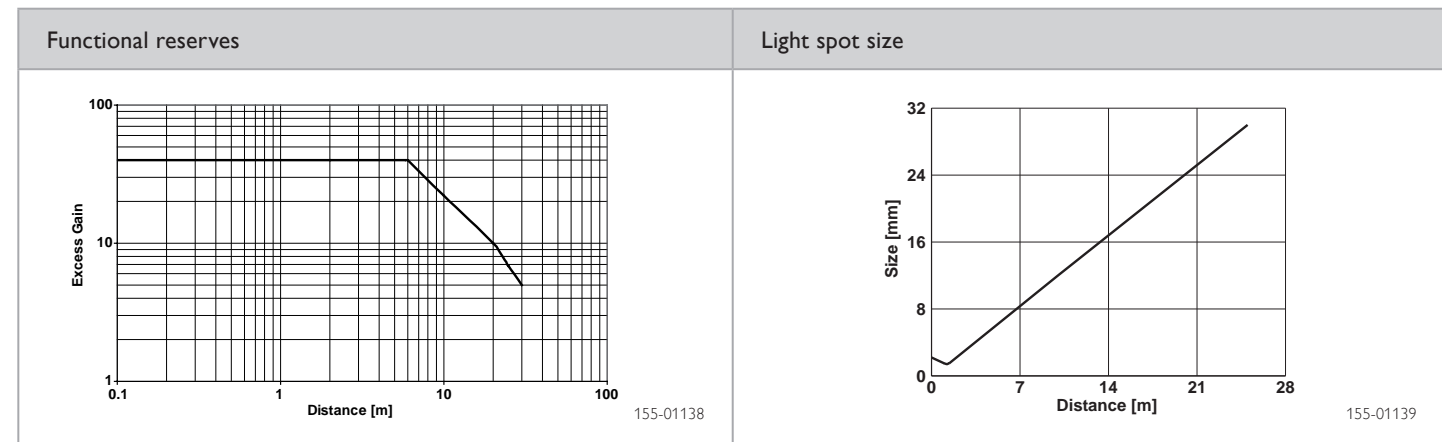 Functional reserves
Light spot size
100
10
1
Excess Gain
0.1 1 10 100
Distance [m]
155-01138
32
24
16
8
0
Size [mm]
0 7 14 21 28
Distance [m]
155-01139